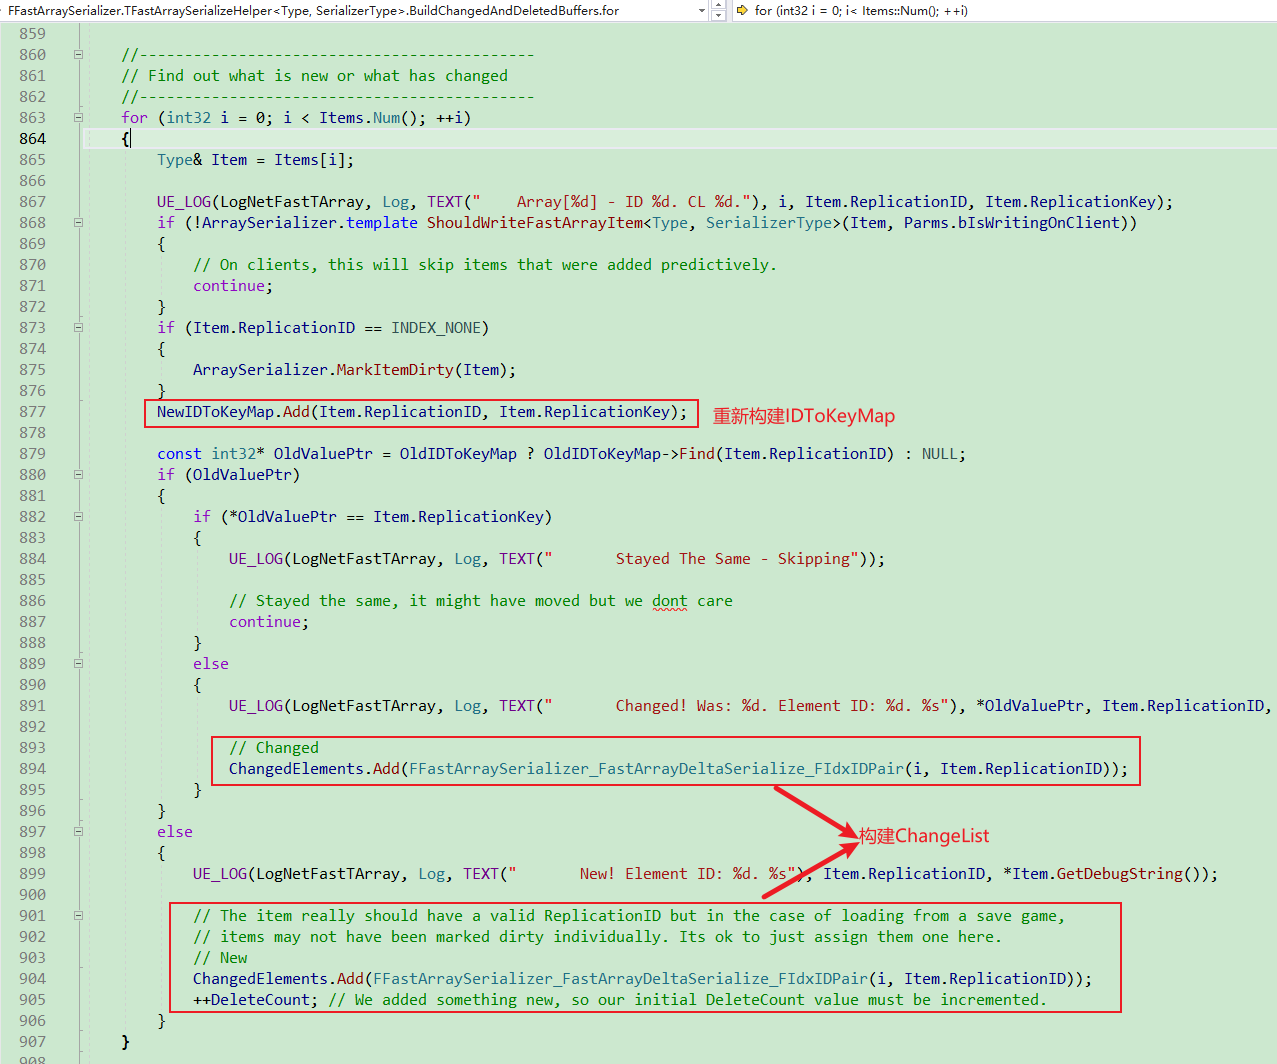 FFastArraySerializer.TFastArraySerializeHelper<Type, SerializerType>.BuildChangedAndDeletedBuffers.for
for (int32 i = 0; i< Items::Num(); ++i)
859
860 //--------------------------------------------
861 // Find out what is new or what has changed
862 //--------------------------------------------
863 for (int32 i = 0; i < Items.Num(); ++i)
864 {
865 Type& Item = Items[i];
866
867 UE_LOG(LogNetFastTArray, Log, TEXT("    Array[%d] - ID %d. CL %d."), i, Item.ReplicationID, Item.ReplicationKey);
868 if (!ArraySerializer.template ShouldWriteFastArrayItem<Type, SerializerType>(Item, Parms.bIsWritingOnClient))
869 {
870 // On clients, this will skip items that were added predictively.
871 continue;
872 }
873 if (Item.ReplicationID == INDEX_NONE)
874 {
875 ArraySerializer.MarkItemDirty(Item);
876 }
877 NewIDToKeyMap.Add(Item.ReplicationID, Item.ReplicationKey); 重新构建IDToKeyMap
878
879 const int32* OldValuePtr = OldIDToKeyMap ? OldIDToKeyMap->Find(Item.ReplicationID) : NULL;
880 if (OldValuePtr)
881 {
882 if (*OldValuePtr == Item.ReplicationKey)
883 {
884 UE_LOG(LogNetFastTArray, Log, TEXT("       Stayed The Same - Skipping"));
885
886 // Stayed the same, it might have moved but we dont care
887 continue;
888 }
889 else
890 {
891 UE_LOG(LogNetFastTArray, Log, TEXT("       Changed! Was: %d. Element ID: %d. %s"), *OldValuePtr, Item.ReplicationID,
892
893 // Changed
894 ChangedElements.Add(FFastArraySerializer_FastArrayDeltaSerialize_FIdxIDPair(i, Item.ReplicationID));
895 }
896 }
897 else
构建ChangeList
898 {
899 UE_LOG(LogNetFastTArray, Log, TEXT("       New! Element ID: %d. %s"), Item.ReplicationID, *Item.GetDebugString());
900
901 // The item really should have a valid ReplicationID but in the case of loading from a save game,
902 // items may not have been marked dirty individually. Its ok to just assign them one here.
903 // New
904 ChangedElements.Add(FFastArraySerializer_FastArrayDeltaSerialize_FIdxIDPair(i, Item.ReplicationID));
905 ++DeleteCount; // We added something new, so our initial DeleteCount value must be incremented.
906 }
907 }
908